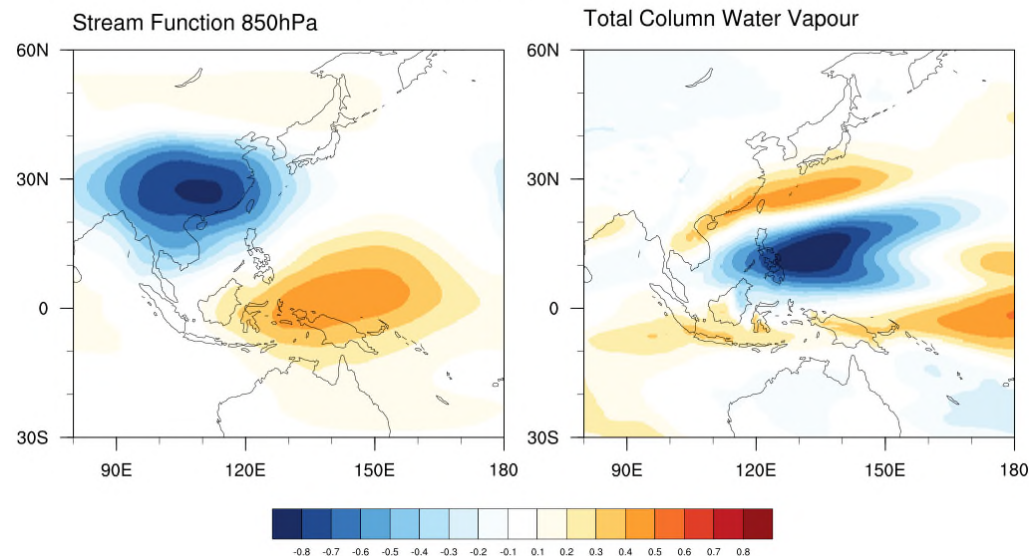 Stream Function 850hPa
Total Column Water Vapour
60N
30N
0
30S
90E
120E
150E
180
60N
30N
0
30S
90E
120E
150E
180
-0.8 -0.7 -0.6 -0.5 -0.4 -0.3 -0.2 -0.1 0.1 0.2 0.3 0.4 0.5 0.6 0.7 0.8